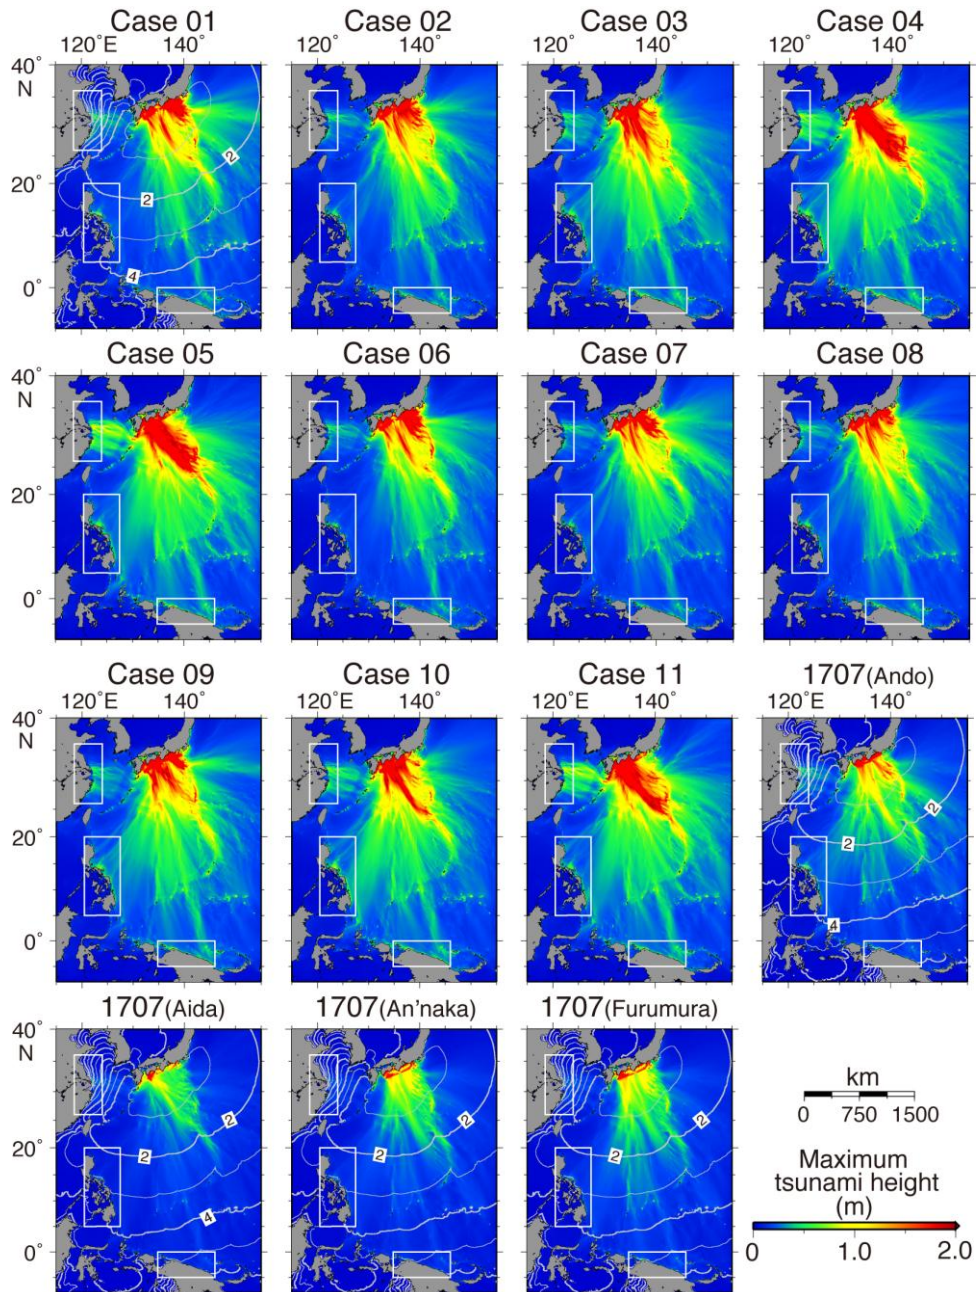 Case 01 Case 02 Case 03 Case 04
120°E 140° 120° 140° 120° 140° 120° 140°
40°
N
20°
0°
2
2
4
Case 05 Case 06 Case 07 Case 08
40°
N
20°
0°
Case 09 Case 10 Case 11 1707(Ando)
120°E 140° 120° 140° 120° 140° 120° 140°
40°
N
20°
0°
2
2
4
1707(Aida) 1707(An'naka) 1707(Furumura)
40°
N
20°
0°
2 2 2
2 2 2
4
km
0 750 1500
Maximum
tsunami height
(m)
0 1.0 2.0